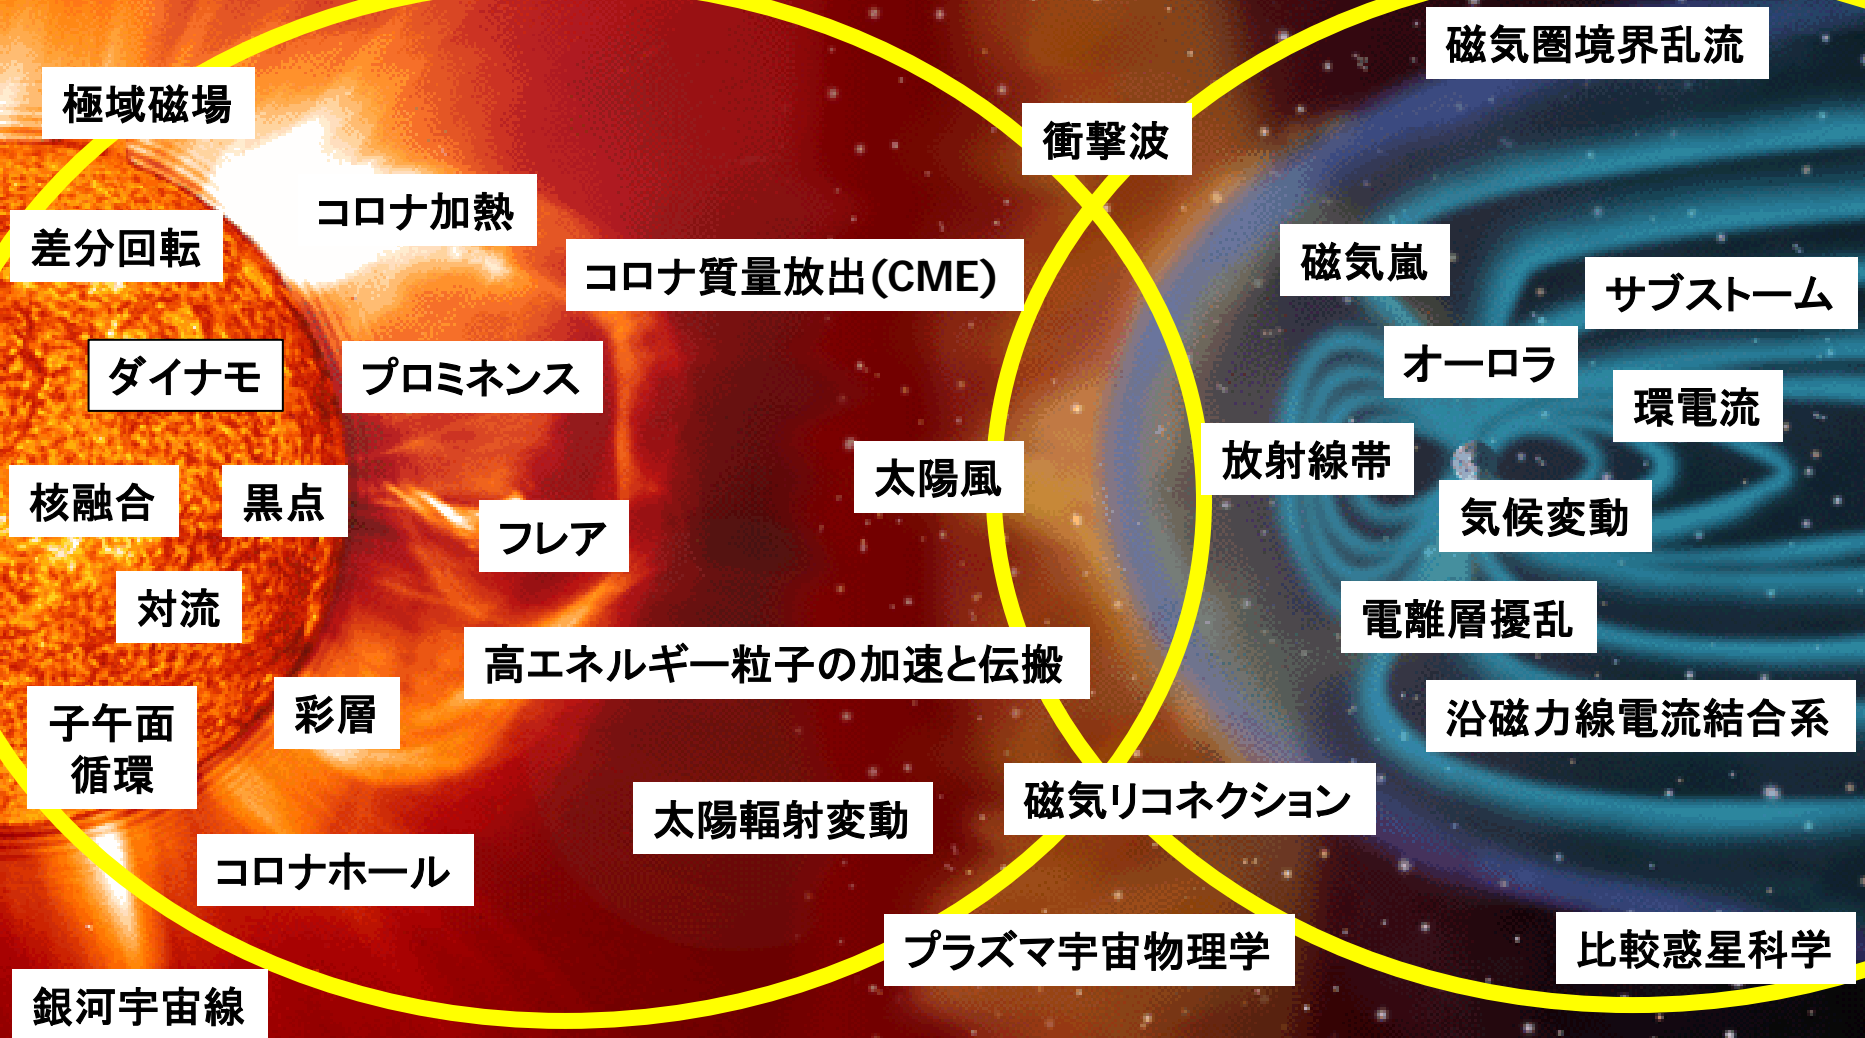 磁気圏境界乱流
極域磁場
衝撃波
コロナ加熱
差分回転
コロナ質量放出(CME)
磁気嵐
サブストーム
オーロラ
ダイナモ
プロミネンス
環電流
放射線帯
太陽風
核融合
黒点
気候変動
フレア
対流
電離層擾乱
高エネルギー粒子の加速と伝搬
彩層
沿磁力線電流結合系
子午面
循環
磁気リコネクション
太陽輻射変動
コロナホール
プラズマ宇宙物理学
比較惑星科学
銀河宇宙線